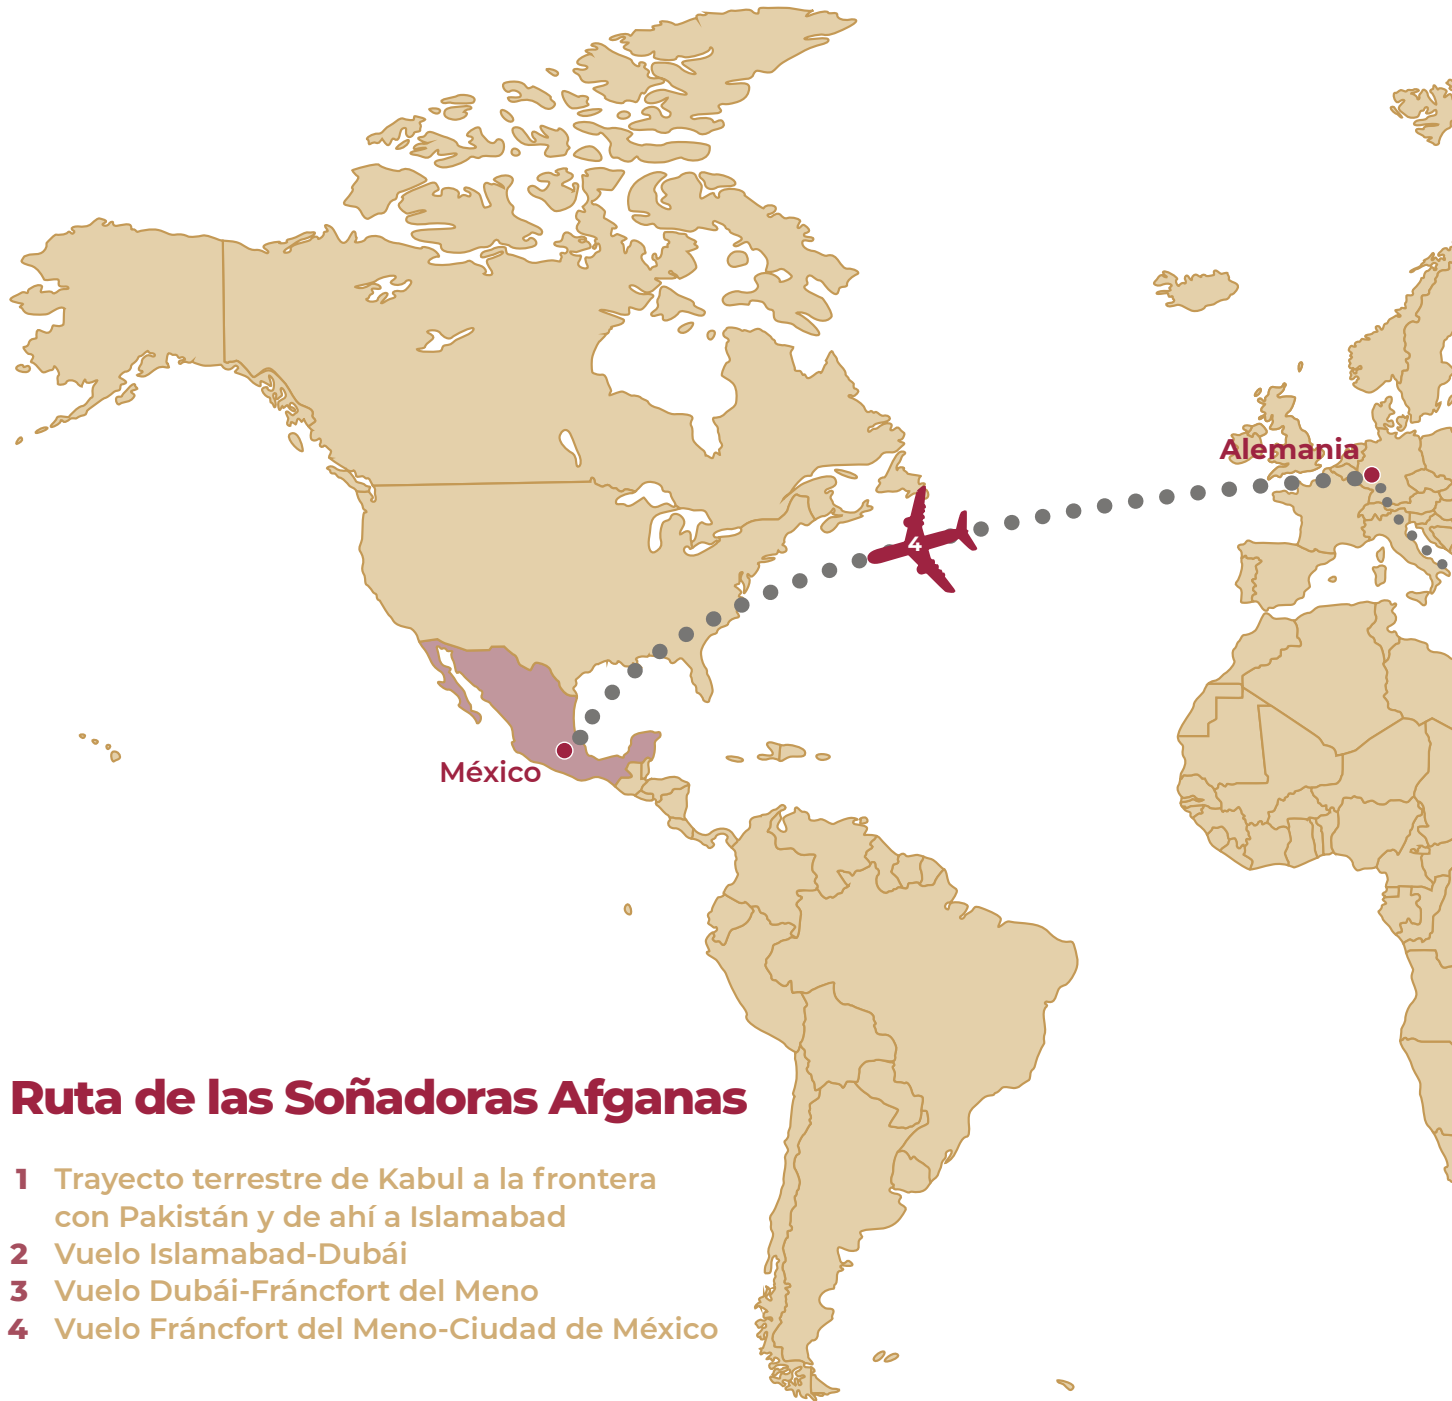 Alemania
4
México
Ruta de las Soñadoras Afganas
1 Trayecto terrestre de Kabul a la frontera
con Pakistán y de ahí a Islamabad
2 Vuelo Islamabad-Dubái
3 Vuelo Dubái-Fráncfort del Meno
4 Vuelo Fráncfort del Meno-Ciudad de México